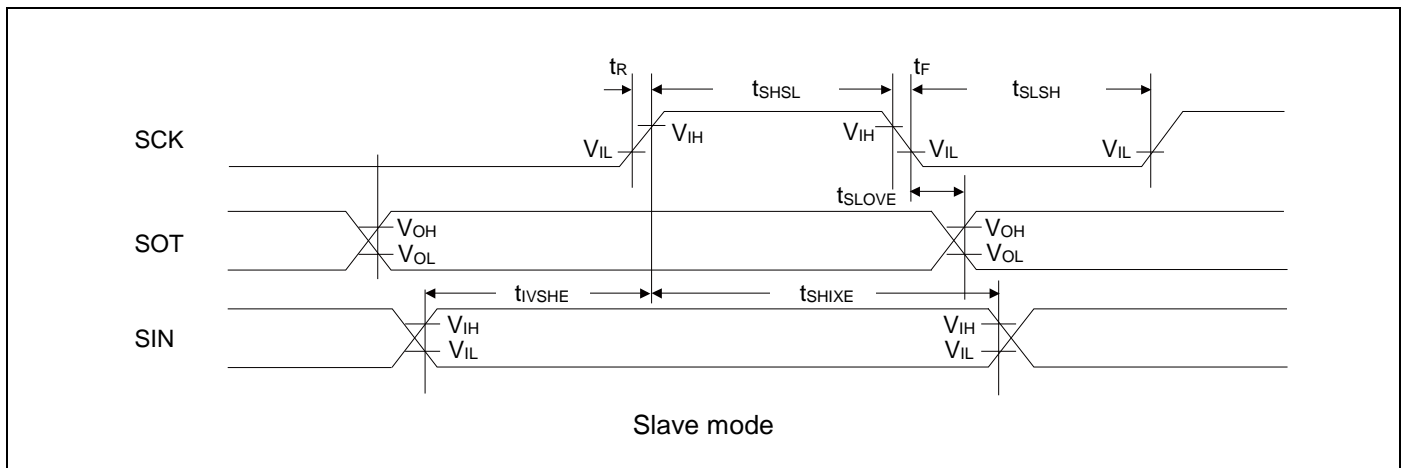 tR tF
tSHSL tSLSH
SCK VIH VIH
VIL VIL VIL
tSLOVE
SOT VOH VOH
VOL VOL
tIVSHE tSHIXE
SIN VIH VIH
VIL VIL
Slave mode